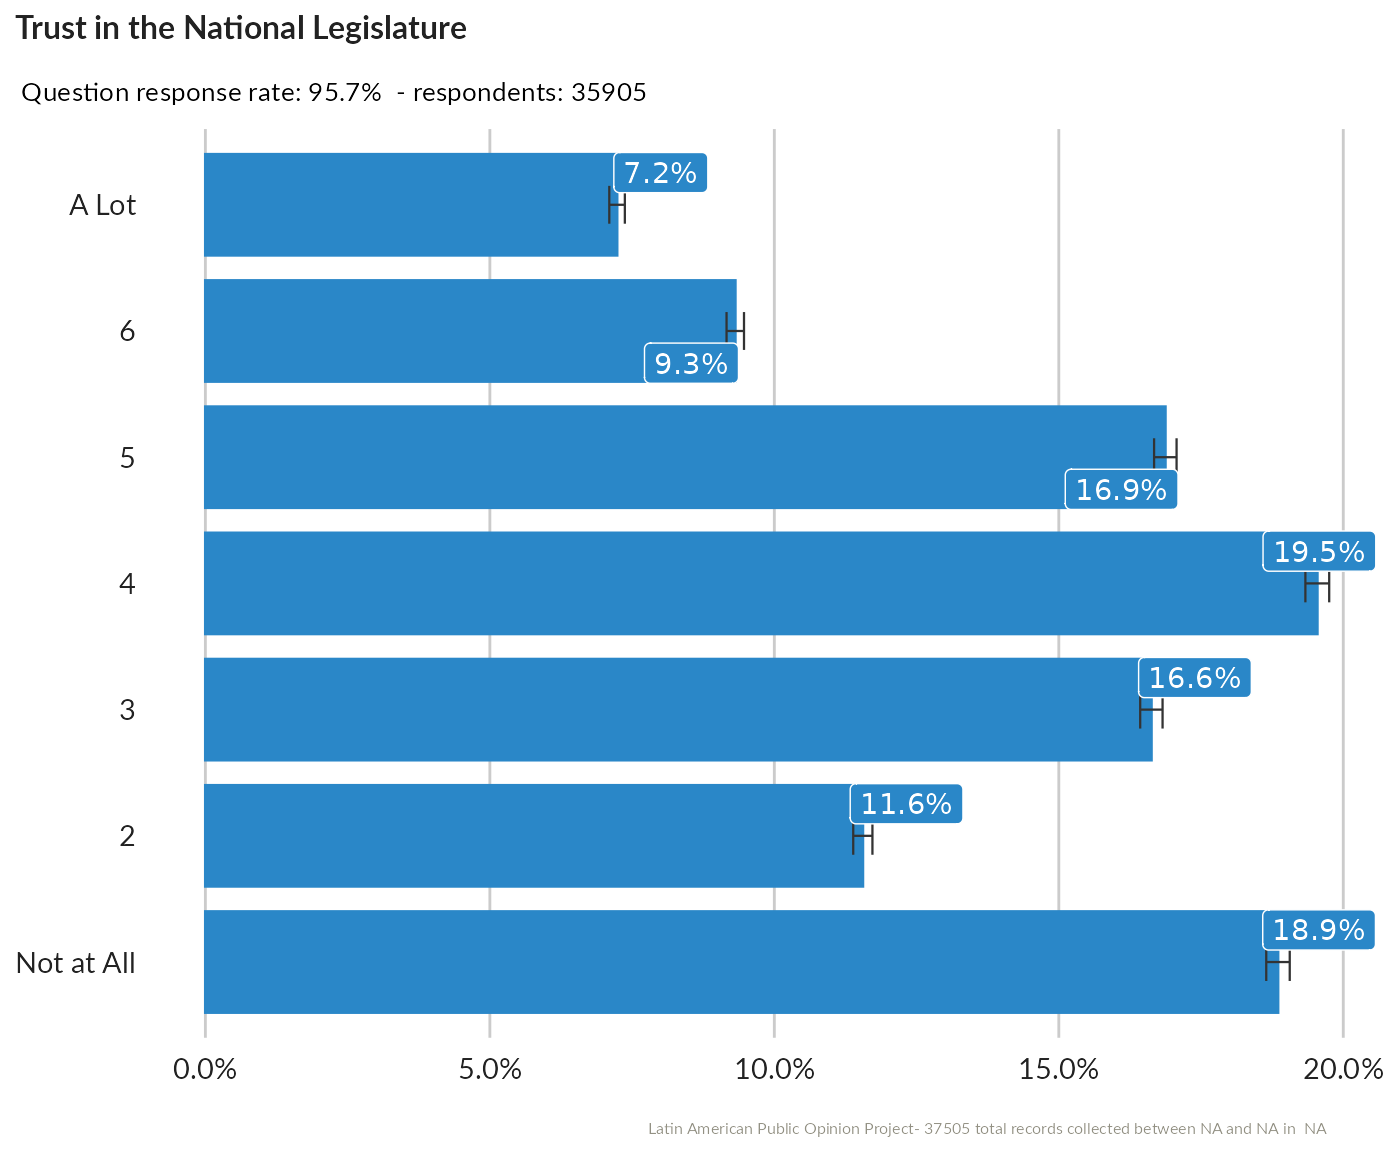 Trust in the National Legislature
Question response rate: 95.7%  - respondents: 35905
A Lot 7.2%
6 9.3%
5 16.9%
4 19.5%
3 16.6%
2 11.6%
Not at All 18.9%
0.0% 5.0% 10.0% 15.0% 20.0%
Latin American Public Opinion Project- 37505 total records collected between NA and NA in  NA